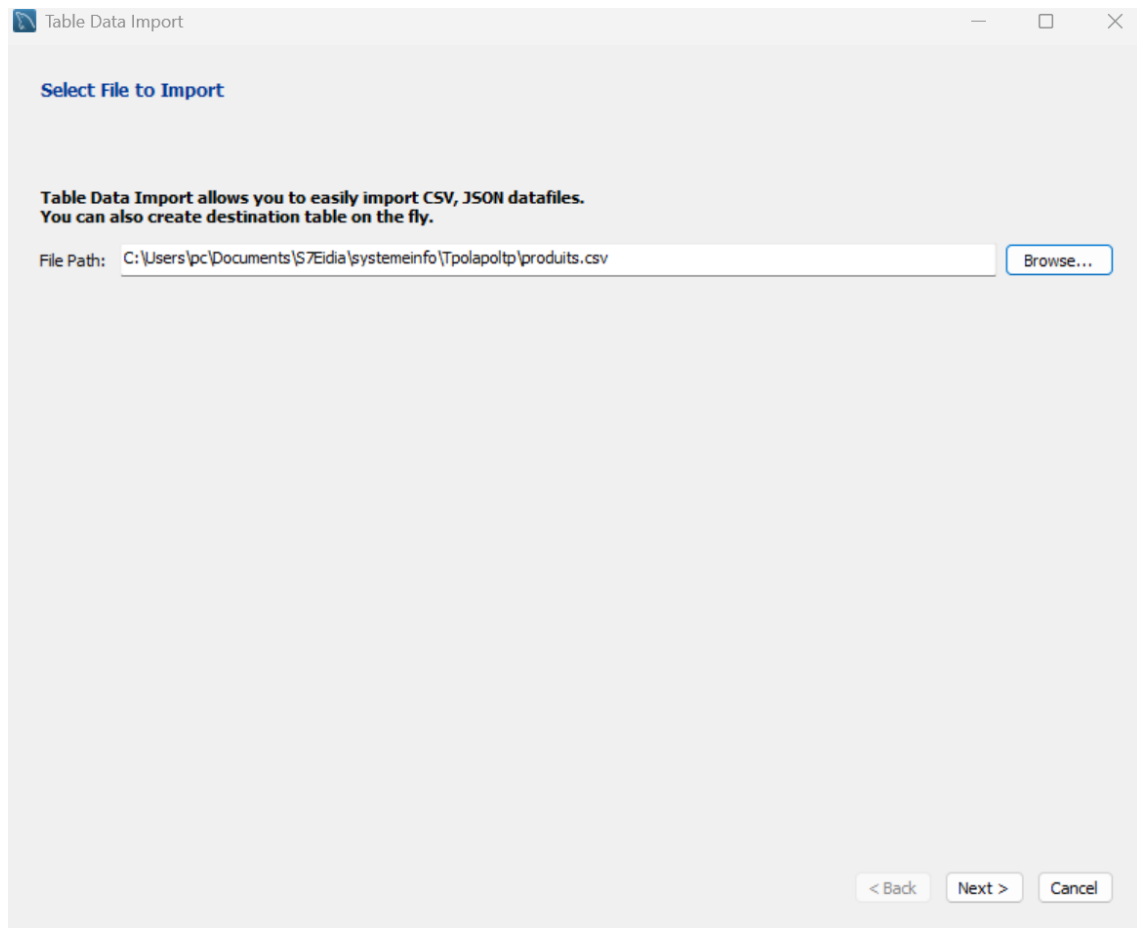 Table Data Import
Select File to Import
Table Data Import allows you to easily import CSV, JSON datafiles.
You can also create destination table on the fly.
File Path: C:\Users\pc\Documents\S7Eidia\systemeinfo\Tpolapoltp\produits.csv Browse...
< Back Next > Cancel